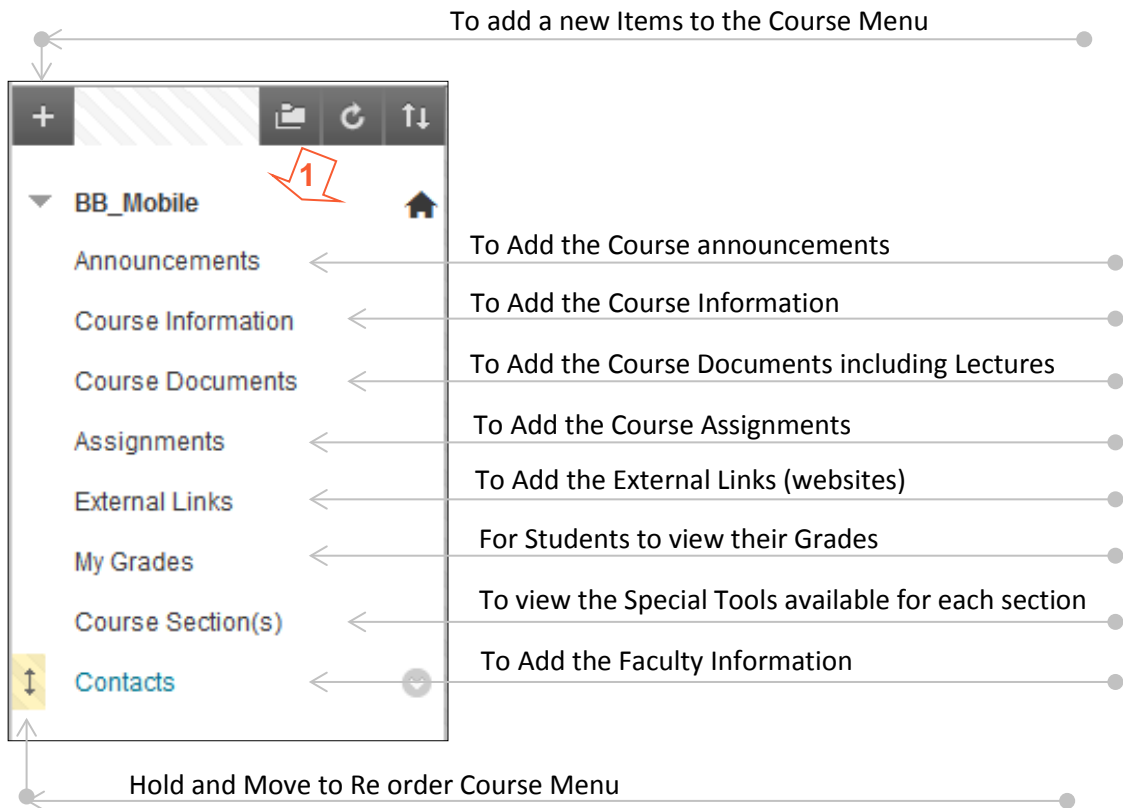 To add a new Items to the Course Menu
+
1
BB_Mobile
Announcements
To Add the Course announcements
Course Information
To Add the Course Information
Course Documents
To Add the Course Documents including Lectures
Assignments
To Add the Course Assignments
External Links
To Add the External Links (websites)
My Grades
For Students to view their Grades
Course Section(s)
To view the Special Tools available for each section
Contacts
To Add the Faculty Information
Hold and Move to Re order Course Menu